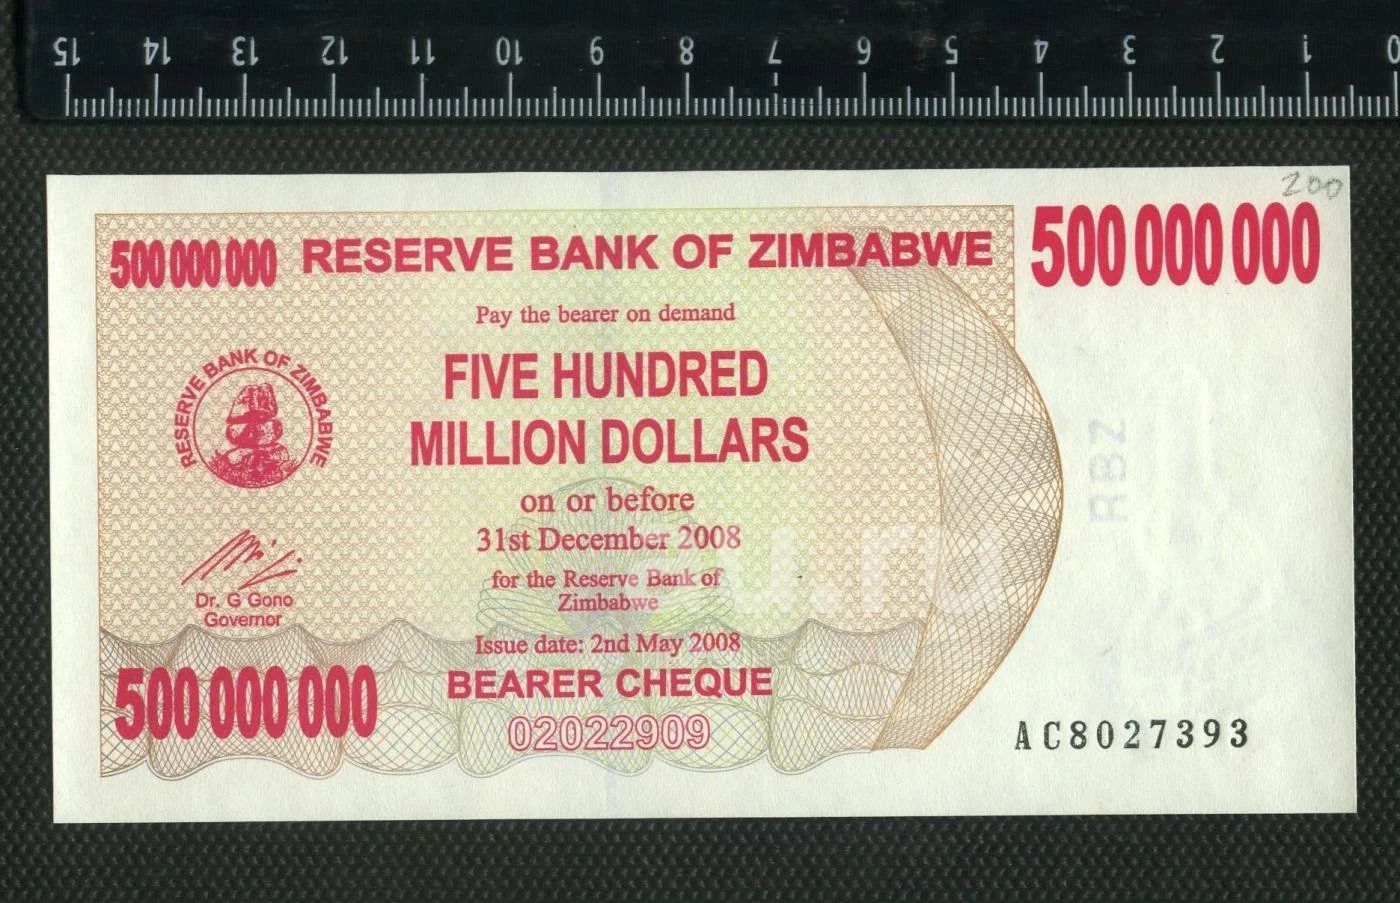 15 14 13 12 11 10 9 8 7 6 5 4 3 2 1 0
200
500 000 000 RESERVE BANK OF ZIMBABWE 500 000 000
Pay the bearer on demand
FIVE HUNDRED
MILLION DOLLARS
on or before
31st December 2008
for the Reserve Bank of
Zimbabwe
Issue date: 2nd May 2008
BEARER CHEQUE
02022909
RESERVE BANK OF ZIMBABWE
Dr. G Gono
Governor
500 000 000
RBZ
AC8027393